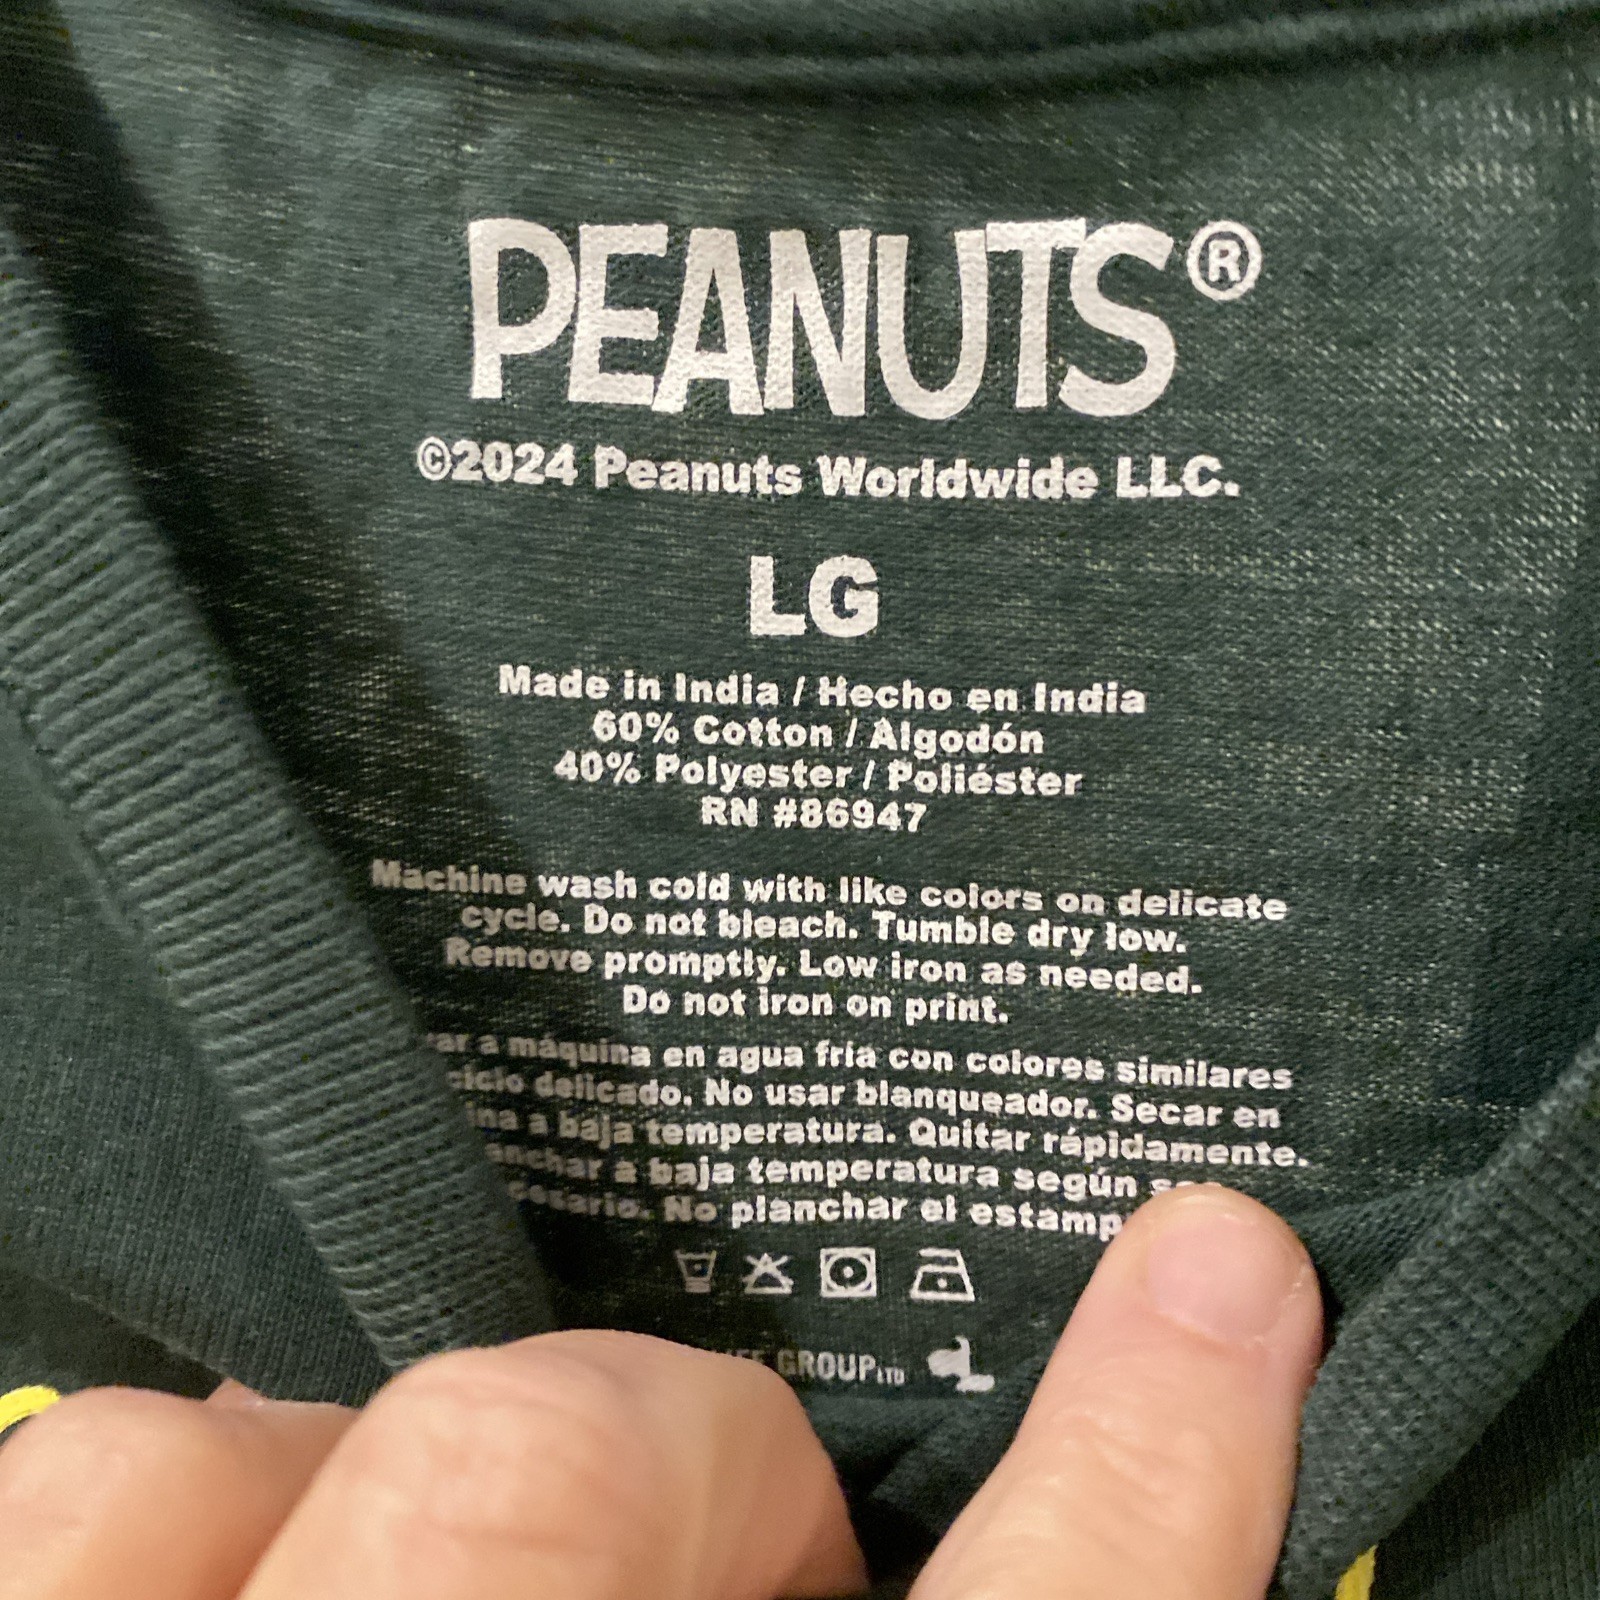 PEANUTS®
©2024 Peanuts Worldwide LLC.
LG
Made in India / Hecho en India
60% Cotton / Algodón
40% Polyester / Poliéster
RN #86947
Machine wash cold with like colors on delicate
cycle. Do not bleach. Tumble dry low.
Remove promptly. Low iron as needed.
Do not iron on print.
a máquina en agua fría con colores similares
ciclo delicado. No usar blanqueador. Secar en
a baja temperatura. Quitar rápidamente.
a baja temperatura según
No planchar el
GROUP LTD